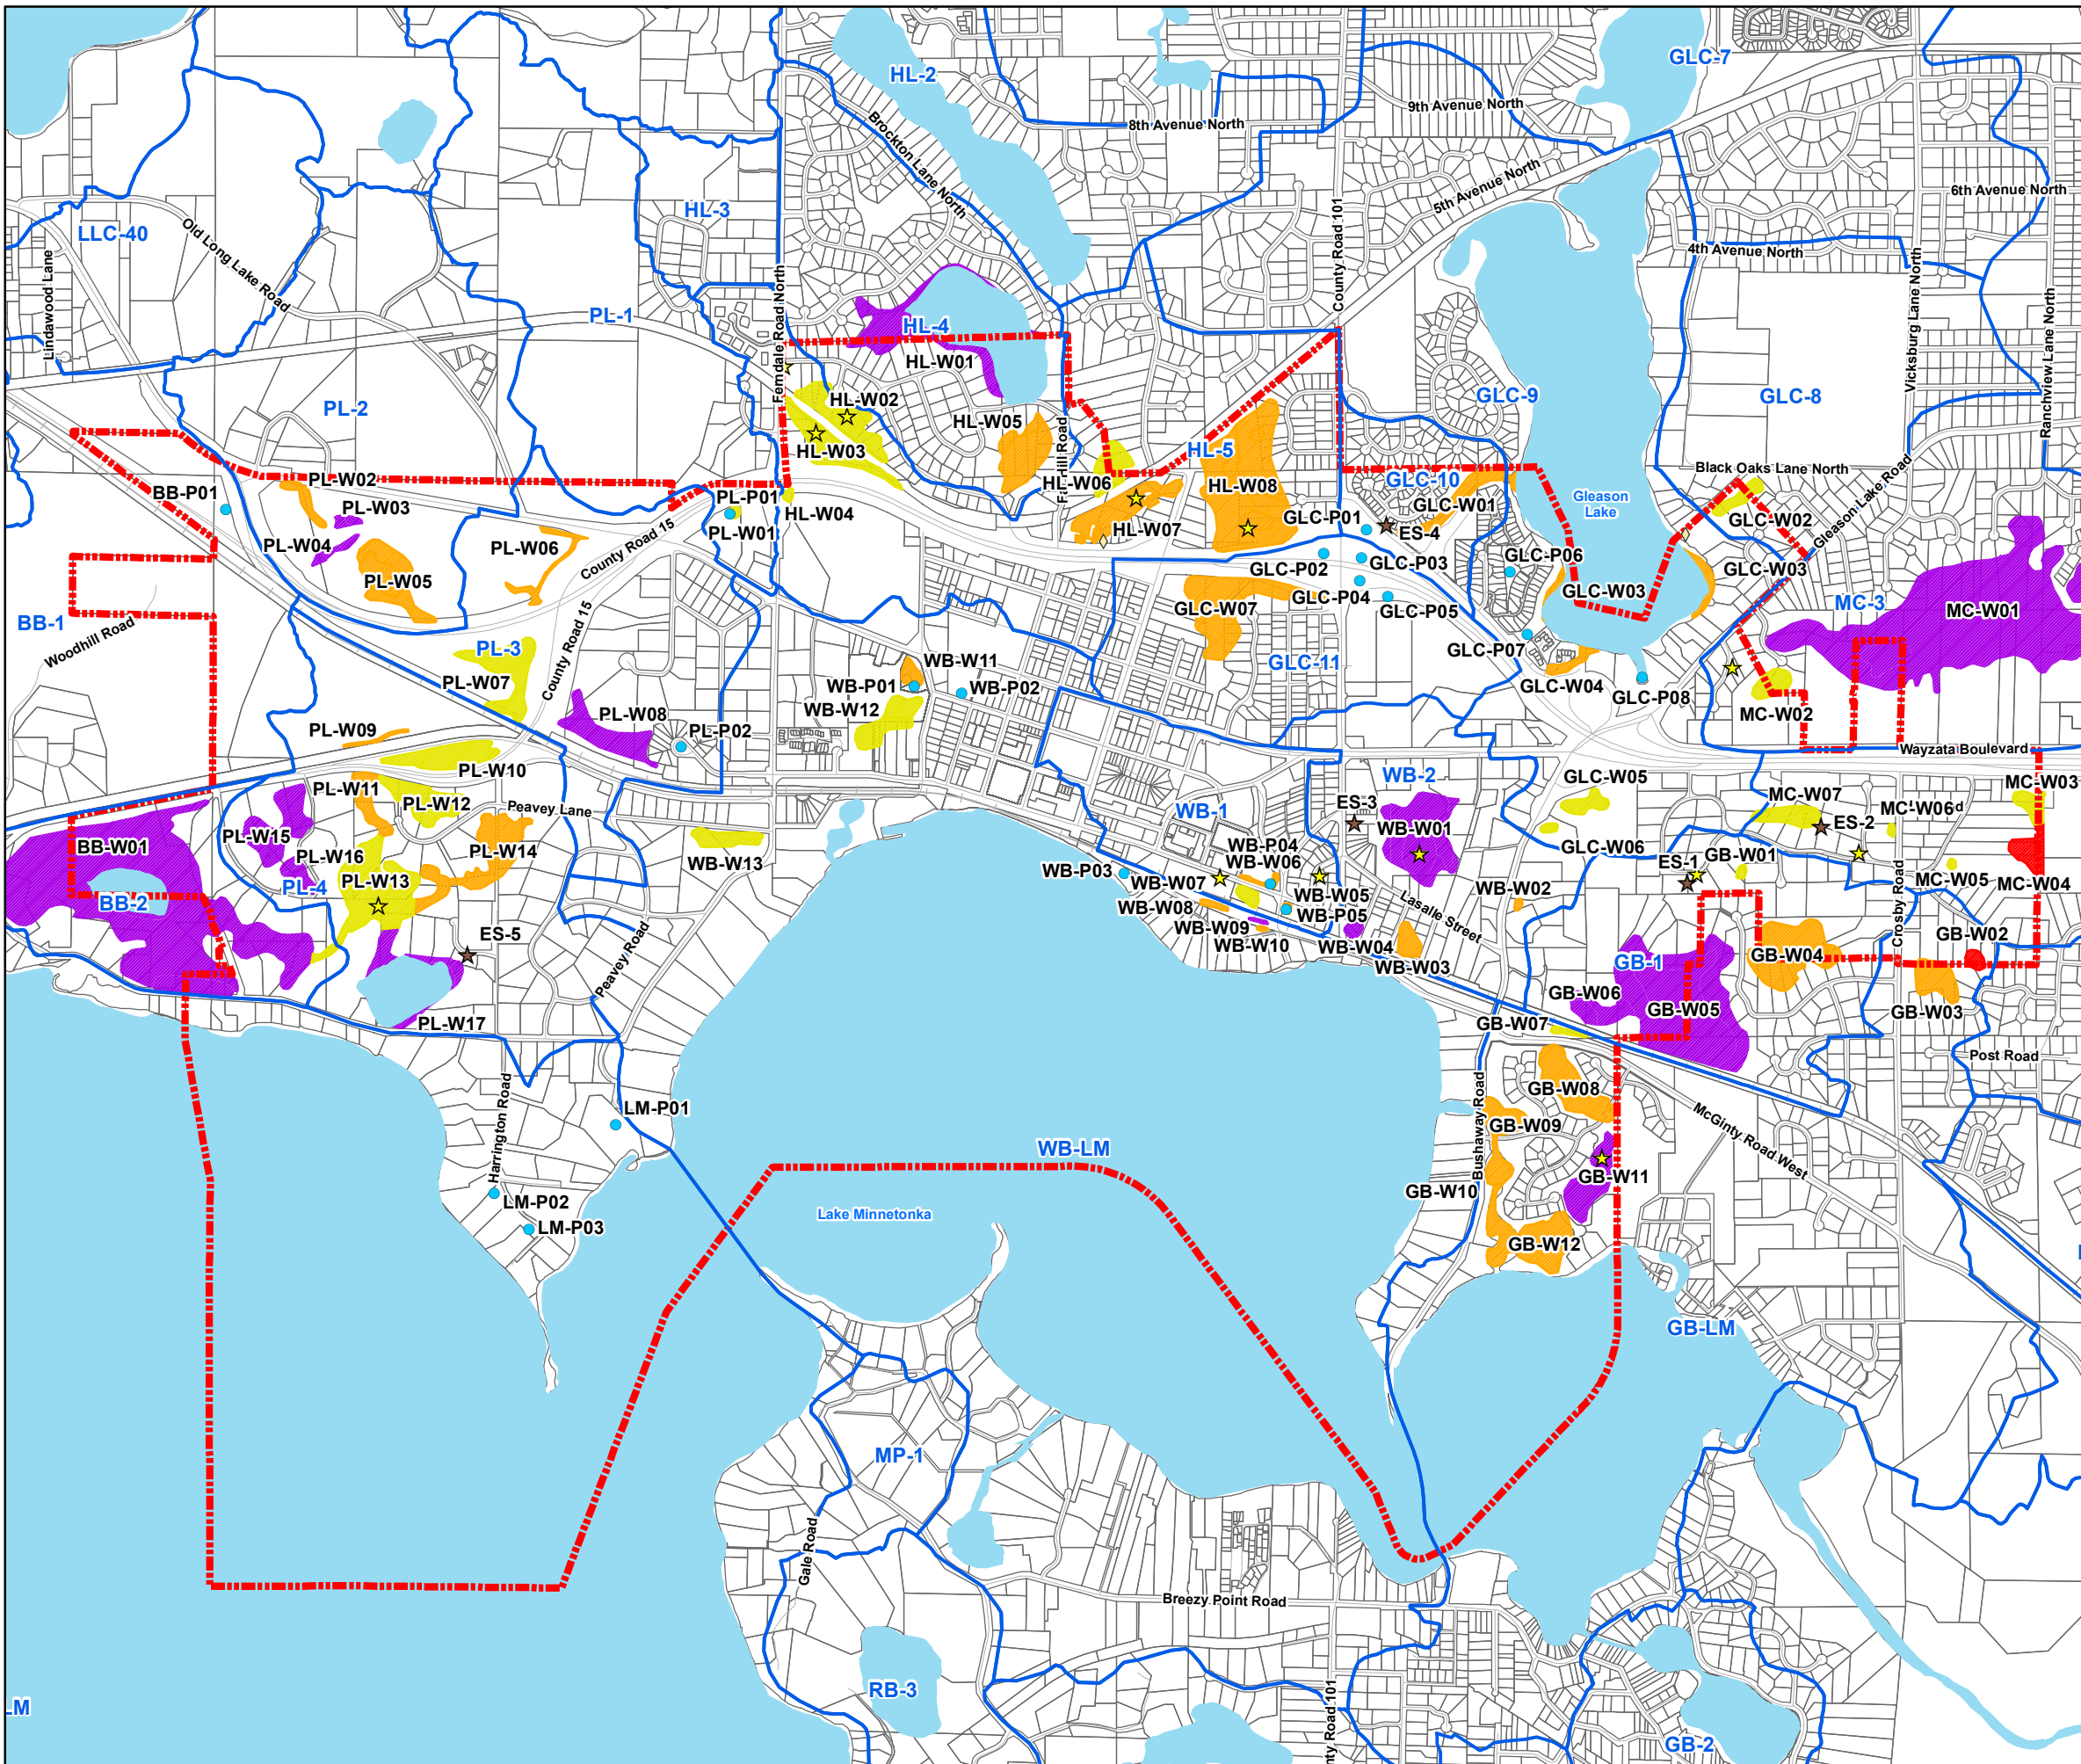 GLC-7
HL-2
9th Avenue North
8th Avenue North
Brockton Lane North
5th Avenue North
6th Avenue North
HL-3
LLC-40
Old Long Lake Road
Lindawood Lane
County Road 101
4th Avenue North
Vicksburg Lane North
Ranchview Lane North
Ferndale Road North
PL-1
HL-4
HL-W01
PL-2
HL-W02
HL-W05
HL-W03
GLC-9
GLC-8
HL-5
Black Oaks Lane North
PL-W02
BB-P01
PL-W03
PL-P01
HL-W04
HL-W06
HL-W08
GLC-10
Gleason
Lake
GLC-W01
GLC-P01
ES-4
GLC-W02
Gleason Lake Road
PL-W04
PL-W06
PL-W01
HL-W07
County Road 15
GLC-P06
GLC-P03
GLC-P02
GLC-W03
GLC-W03
PL-W05
GLC-P04
GLC-P05
GLC-W07
MC-3
MC-W01
BB-1
Woodhill Road
County Road 15
PL-3
PL-W07
GLC-P07
GLC-11
WB-W11
WB-P01
WB-P02
GLC-W04
GLC-P08
WB-W12
MC-W02
PL-W08
PL-P02
PL-W09
Wayzata Boulevard
PL-W10
WB-2
GLC-W05
MC-W03
PL-W11
PL-W12
Peavey Lane
MC-W07
MC-W06d
ES-3
WB-1
ES-2
PL-W15
WB-W01
BB-W01
PL-W14
PL-W16
WB-W13
WB-P04
WB-W06
GLC-W06
GB-W01
ES-1
WB-P03
PL-4
PL-W13
WB-W07
WB-W05
WB-W02
MC-W05
MC-W04
BB-2
WB-W08
WB-P05
Lasalle Street
Crosby Road
WB-W09
WB-W10
WB-W04
WB-W03
ES-5
GB-W02
GB-1
GB-W04
Peavey Road
GB-W06
GB-W05
GB-W03
PL-W17
GB-W07
Post Road
GB-W08
Harrington Road
LM-P01
Bushaway Road
GB-W09
McGinty Road West
WB-LM
GB-W11
GB-W10
LM-P02
LM-P03
Lake Minnetonka
GB-W12
GB-LM
MP-1
Gale Road
Breezy Point Road
RB-3
GB-2